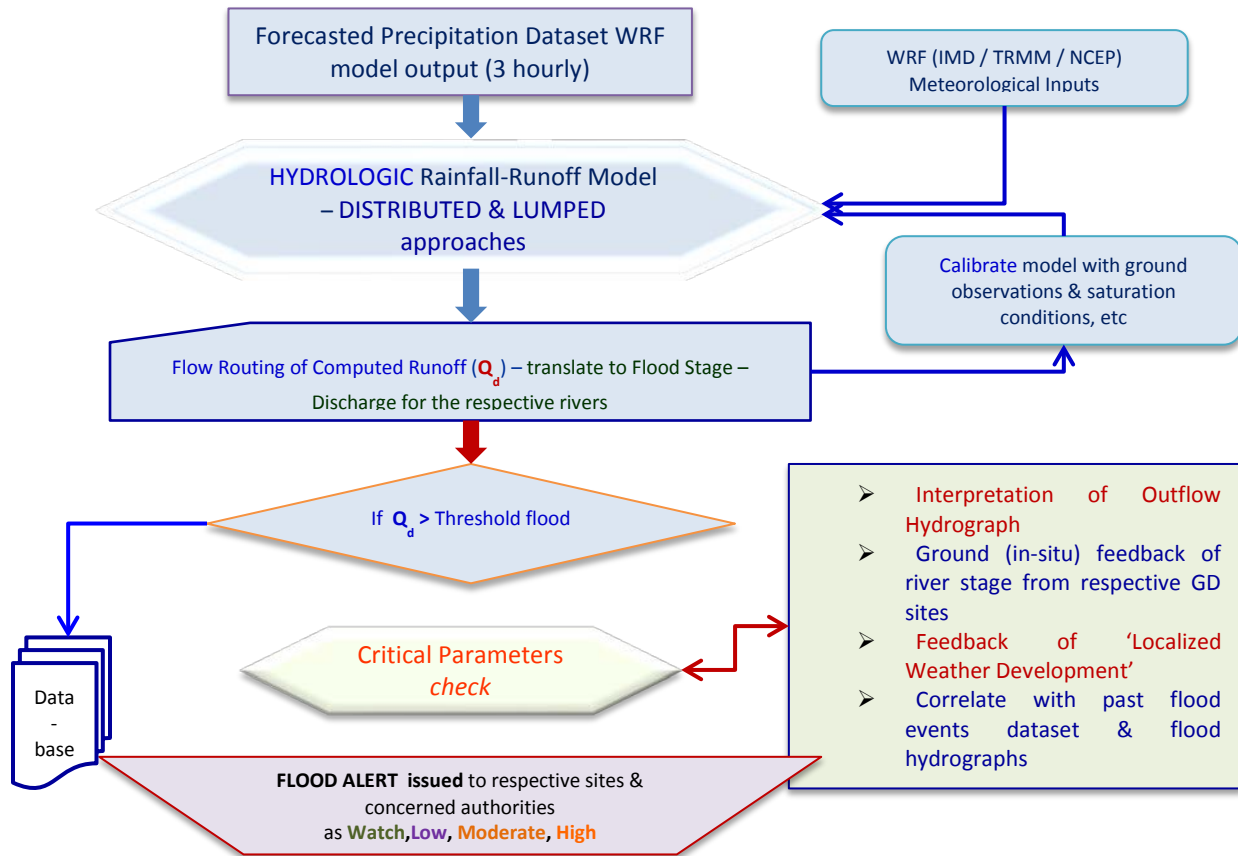 Forecasted Precipitation Dataset WRF
model output (3 hourly)
WRF (IMD / TRMM / NCEP)
Meteorological Inputs
HYDROLOGIC Rainfall-Runoff Model
– DISTRIBUTED & LUMPED
approaches
Calibrate model with ground
observations & saturation
conditions, etc
Flow Routing of Computed Runoff (Qd) – translate to Flood Stage –
Discharge for the respective rivers
If Qd > Threshold flood
➢ Interpretation of Outflow
Hydrograph
➢ Ground (in-situ) feedback of
river stage from respective GD
sites
➢ Feedback of ‘Localized
Weather Development’
➢ Correlate with past flood
events dataset & flood
hydrographs
Critical Parameters
check
Data
-
base
FLOOD ALERT issued to respective sites &
concerned authorities
as Watch,Low, Moderate, High